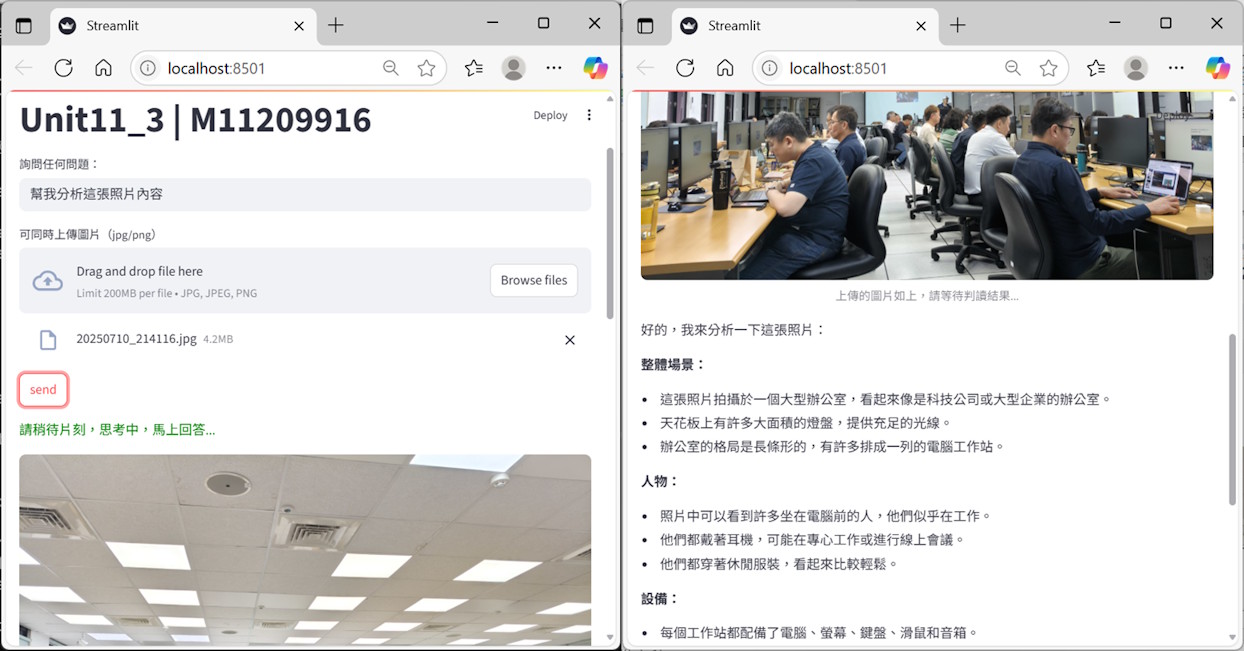 Streamlit
localhost:8501
Unit11_3 | M11209916
Deploy
詢問任何問題：
幫我分析這張照片內容
可同時上傳圖片（jpg/png）
Drag and drop file here
Limit 200MB per file • JPG, JPEG, PNG
Browse files
20250710_214116.jpg 4.2MB
send
請稍待片刻，思考中，馬上回答...
Streamlit
localhost:8501
Deploy
上傳的圖片如上，請等待判讀結果...
好的，我來分析一下這張照片：
整體場景：
• 這張照片拍攝於一個大型辦公室，看起來像是科技公司或大型企業的辦公室。
• 天花板上有許多大面積的燈盤，提供充足的光線。
• 辦公室的格局是長條形的，有許多排成一列的電腦工作站。
人物：
• 照片中可以看到許多坐在電腦前的人，他們似乎在工作。
• 他們都戴著耳機，可能在專心工作或進行線上會議。
• 他們都穿著休閒服裝，看起來比較輕鬆。
設備：
• 每個工作站都配備了電腦、螢幕、鍵盤、滑鼠和音箱。